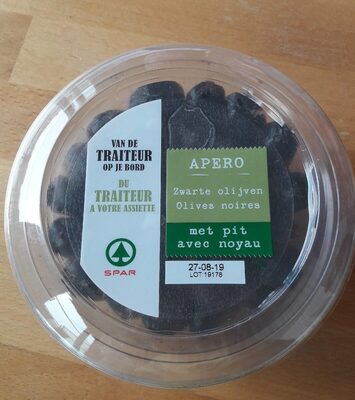 VAN DE
TRAITEUR
OP JE BORD
DU
TRAITEUR
A VOTRE ASSIETTE
SPAR
APERO
Zwarte olijven
Olives noires
met pit
avec noyau
27-08-19
LOT:19178